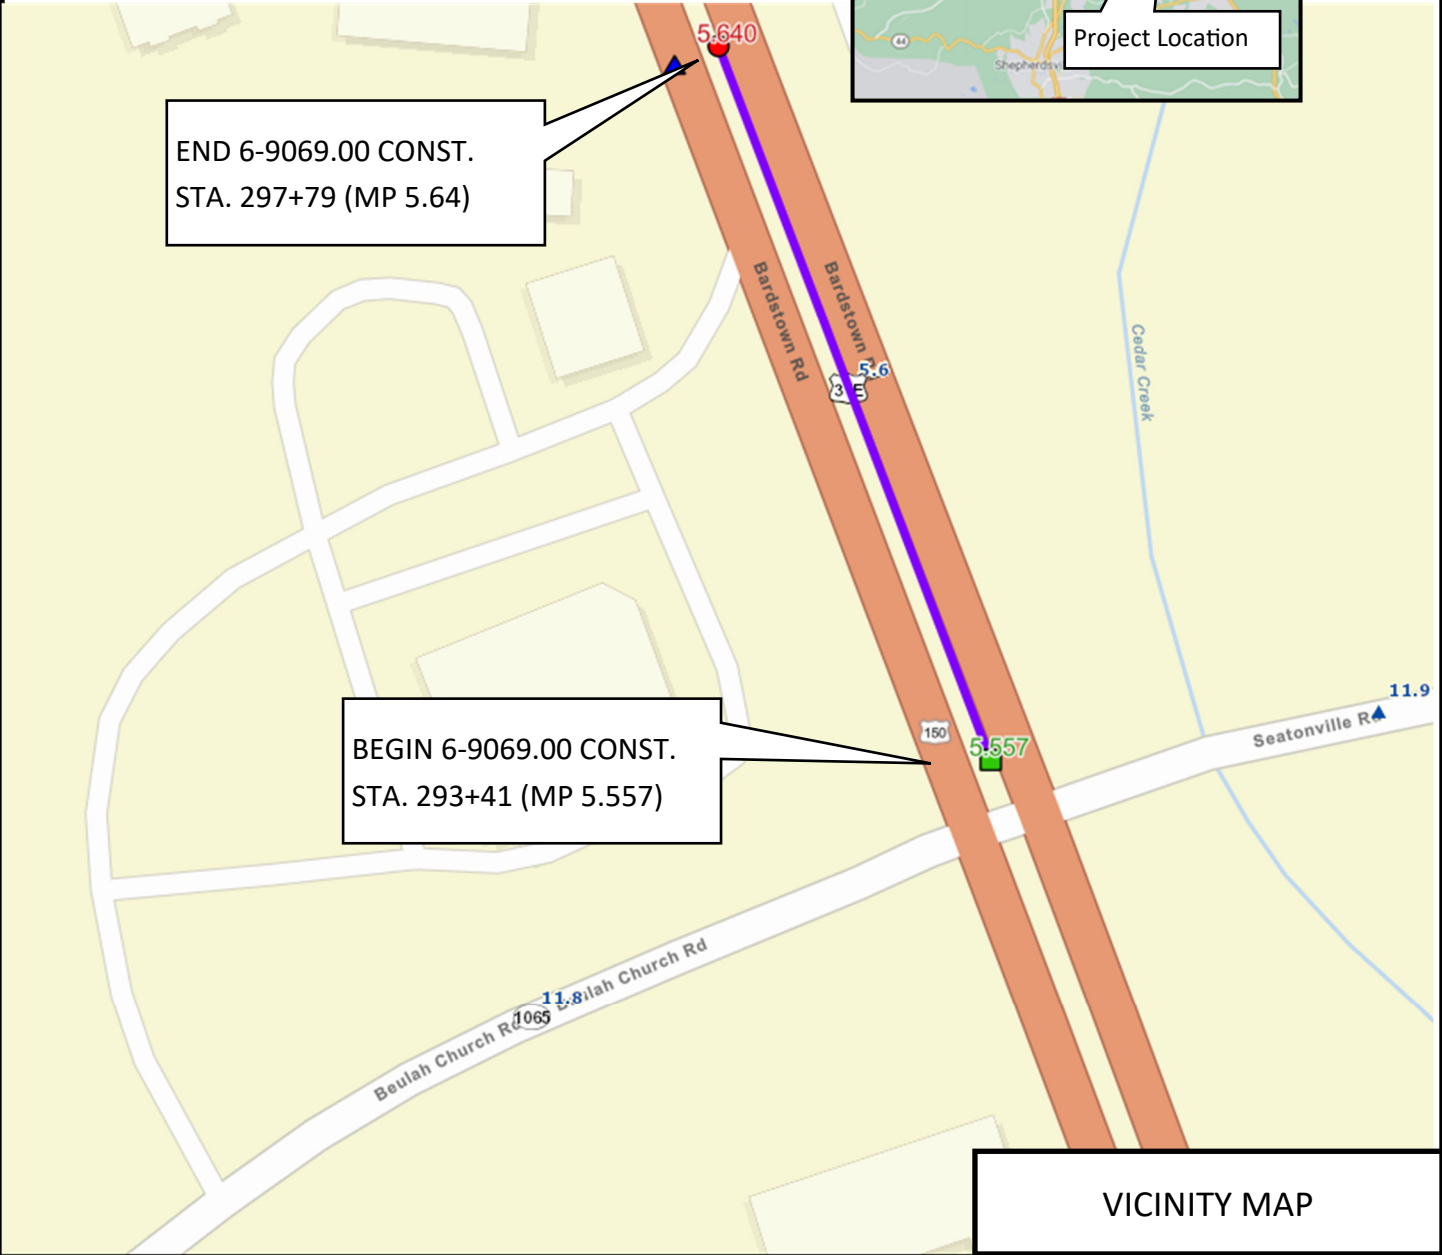 5.640
44
Shepherdsvi
Project Location
END 6-9069.00 CONST.
STA. 297+79 (MP 5.64)
Bardstown Rd
Bardstown R
5.6
3 E
Cedar Creek
BEGIN 6-9069.00 CONST.
STA. 293+41 (MP 5.557)
150
5.557
11.9
Seatonville R
Beulah Church Rd
11.8
1065
Beulah Church Rd
VICINITY MAP